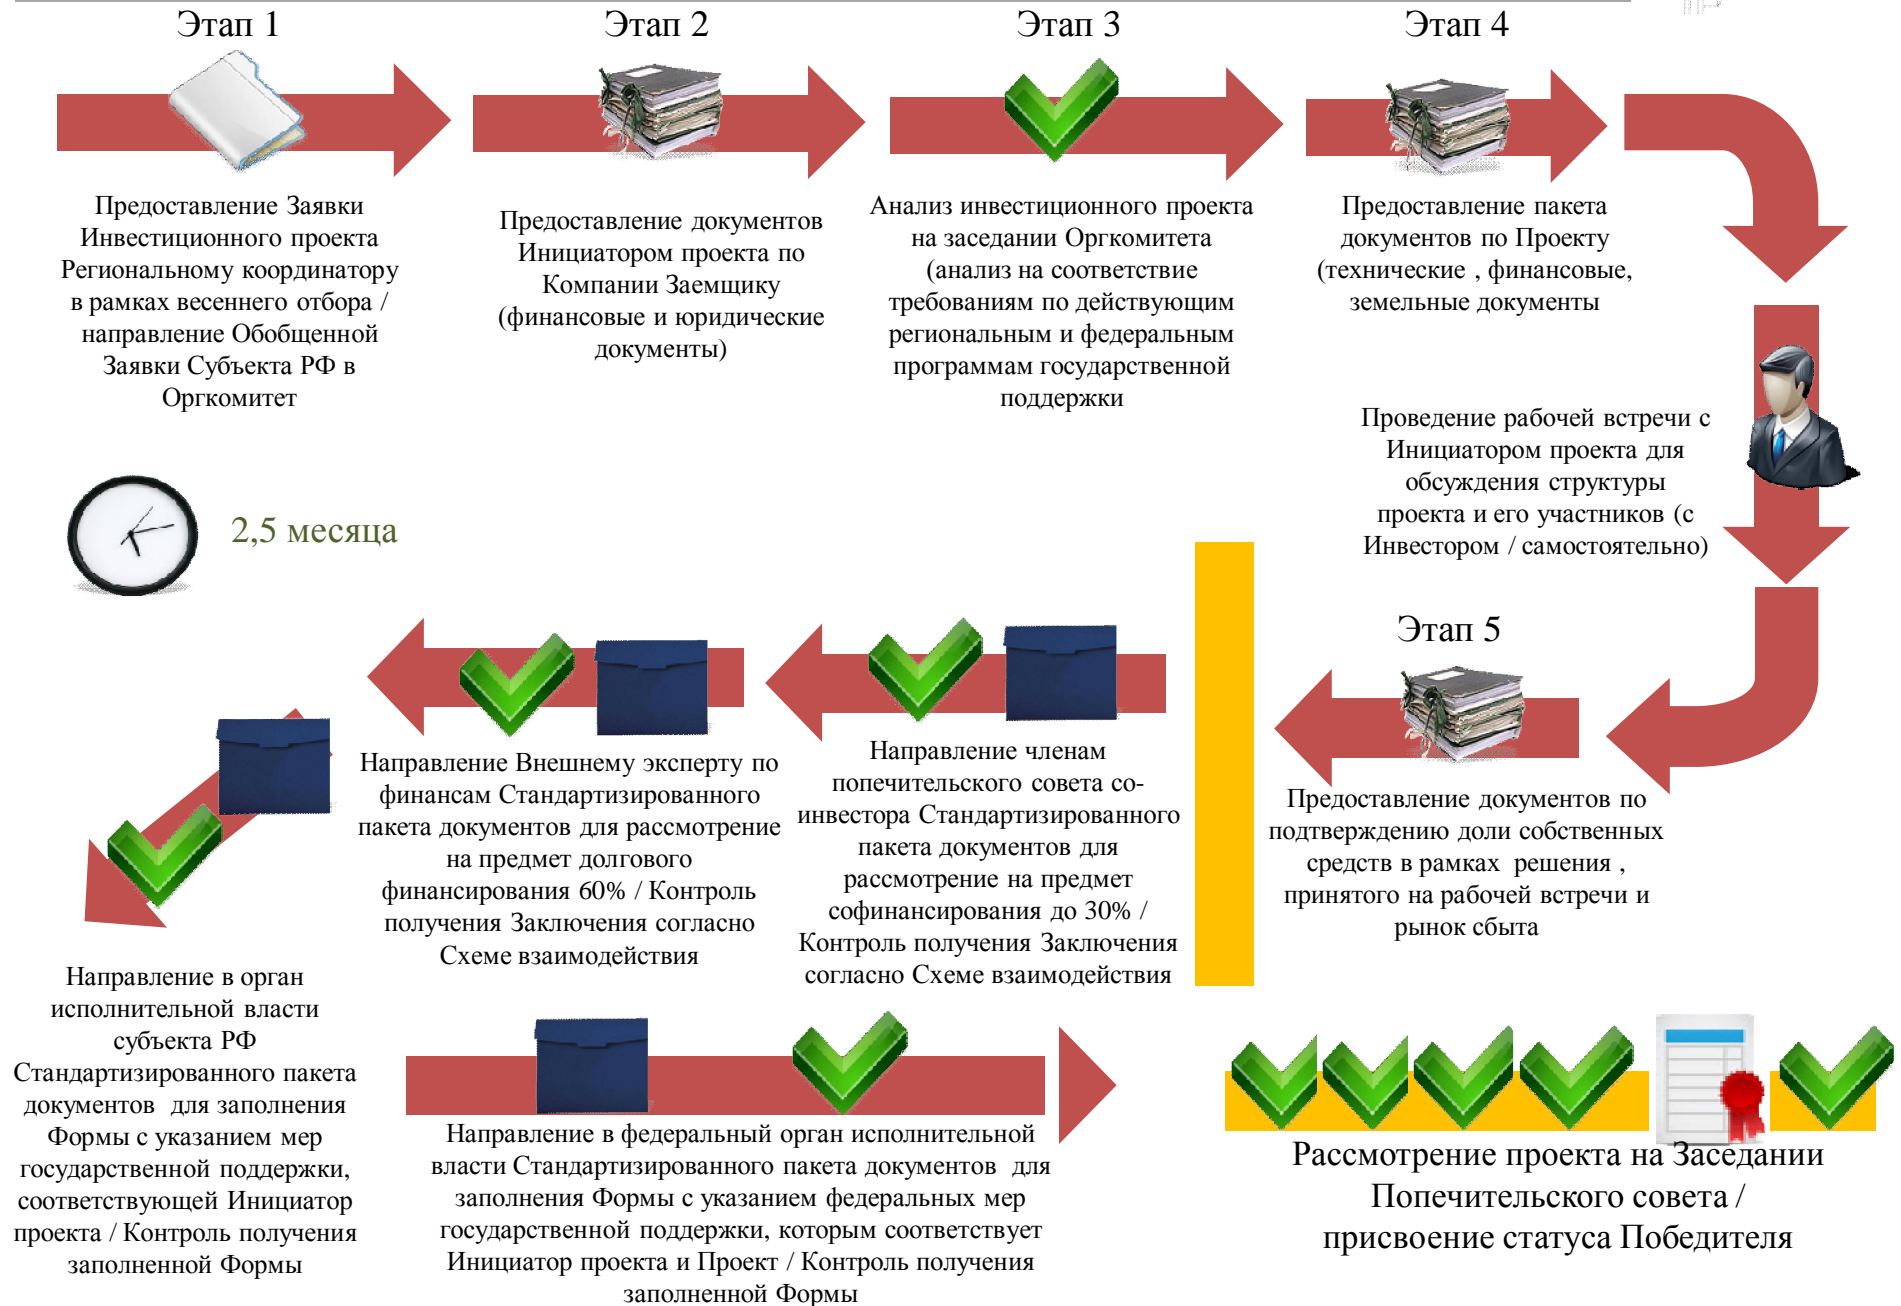 Этап 1
Этап 2
Этап 3
Этап 4
Предоставление Заявки
Инвестиционного проекта
Региональному координатору
в рамках весеннего отбора /
направление Обобщенной
Заявки Субъекта РФ в
Оргкомитет
Предоставление документов
Инициатором проекта по
Компании Заемщику
(финансовые и юридические
документы)
Анализ инвестиционного проекта
на заседании Оргкомитета
(анализ на соответствие
требованиям по действующим
региональным и федеральным
программам государственной
поддержки
Предоставление пакета
документов по Проекту
(технические , финансовые,
земельные документы
Проведение рабочей встречи с
Инициатором проекта для
обсуждения структуры
проекта и его участников (с
Инвестором / самостоятельно)
2,5 месяца
Этап 5
Предоставление документов по
подтверждению доли собственных
средств в рамках решения ,
принятого на рабочей встречи и
рынок сбыта
Направление членам
попечительского совета со-
инвестора Стандартизированного
пакета документов для
рассмотрение на предмет
софинансирования до 30% /
Контроль получения Заключения
согласно Схеме взаимодействия
Направление Внешнему эксперту по
финансам Стандартизированного
пакета документов для рассмотрение
на предмет долгового
финансирования 60% / Контроль
получения Заключения согласно
Схеме взаимодействия
Направление в орган
исполнительной власти
субъекта РФ
Стандартизированного пакета
документов для заполнения
Формы с указанием мер
государственной поддержки,
соответствующей Инициатор
проекта / Контроль получения
заполненной Формы
Направление в федеральный орган исполнительной
власти Стандартизированного пакета документов для
заполнения Формы с указанием федеральных мер
государственной поддержки, которым соответствует
Инициатор проекта и Проект / Контроль получения
заполненной Формы
Рассмотрение проекта на Заседании
Попечительского совета /
присвоение статуса Победителя